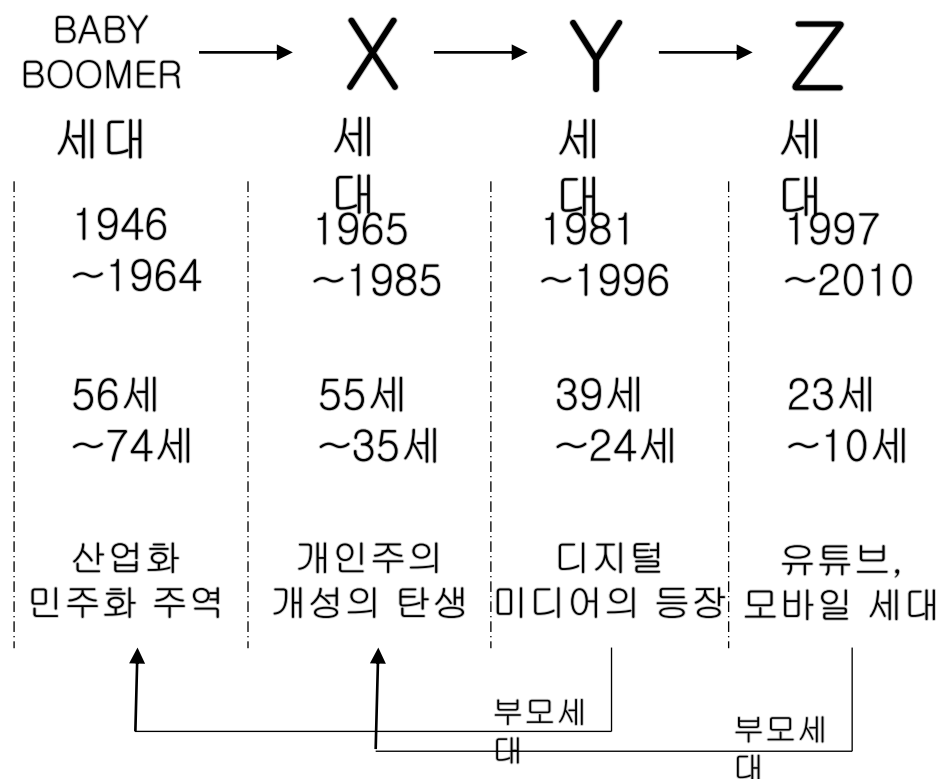 BABY
BOOMER
세대
X
세
대
Y
세
대
Z
세
대
1946
~1964
1965
~1985
1981
~1996
1997
~2010
56세
~74세
55세
~35세
39세
~24세
23세
~10세
산업화
민주화 주역
개인주의
개성의 탄생
디지털
미디어의 등장
유튜브,
모바일 세대
부모세
대
부모세
대